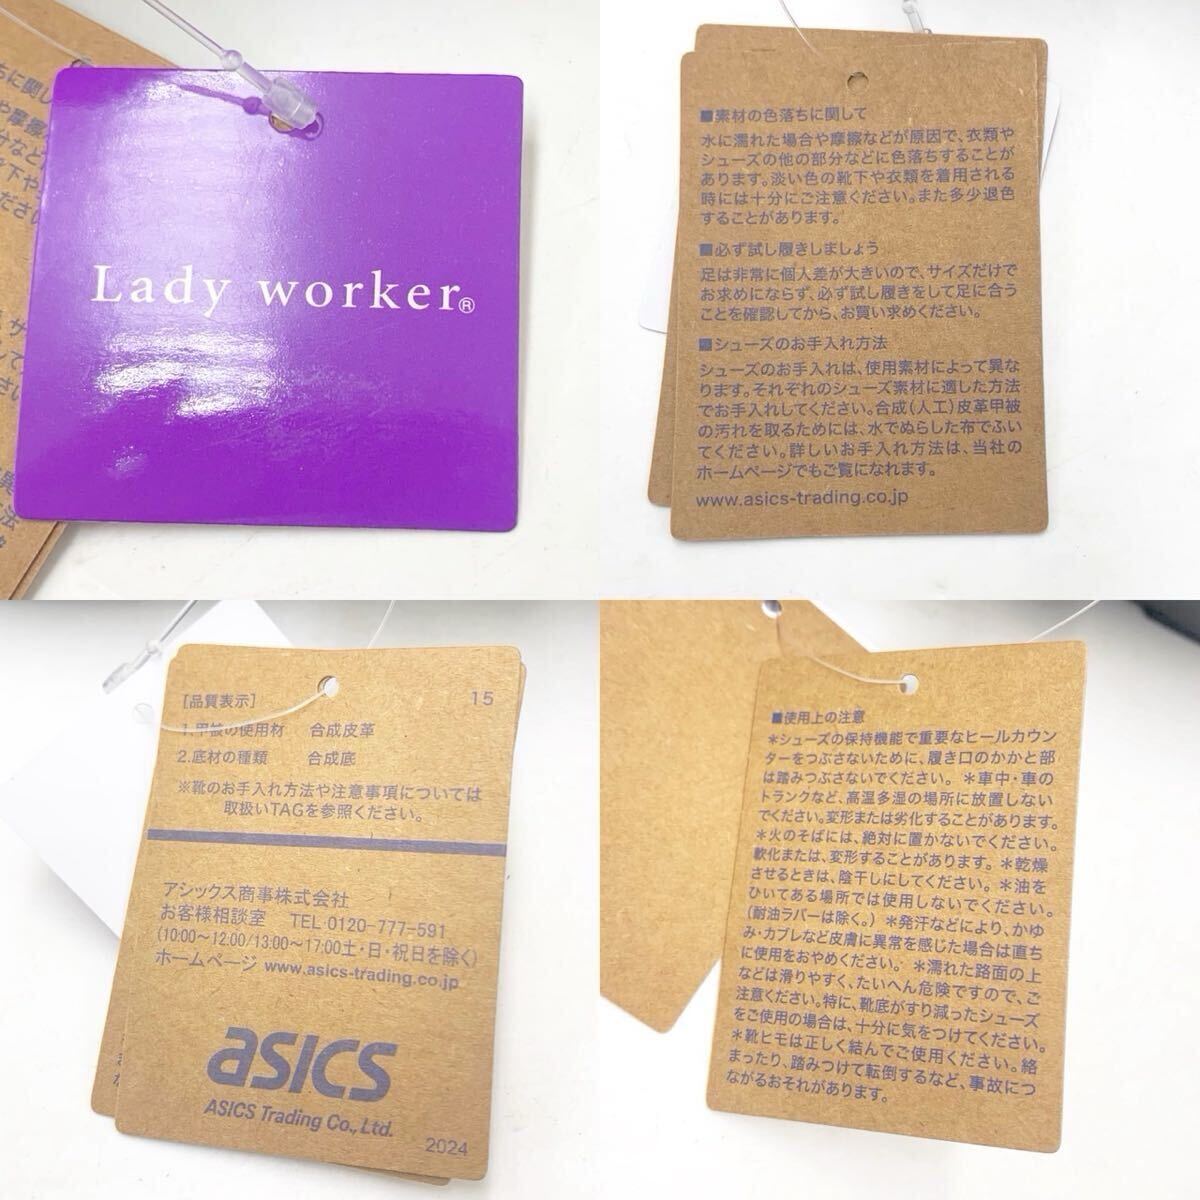 Lady worker®
■素材の色落ちに関して
水に濡れた場合や摩擦などが原因で、衣類や
シューズの他の部分などに色落ちすることが
あります。淡い色の靴下や衣類を着用される
時には十分にご注意ください。また多少退色
することがあります。
■必ず試し履きしましょう
足は非常に個人差が大きいので、サイズだけで
お求めにならず、必ず試し履きをして足に合う
ことを確認してから、お買い求めください。
■シューズのお手入れ方法
シューズのお手入れは、使用素材によって異な
ります。それぞれのシューズ素材に適した方法
でお手入れしてください。合成(人工)皮革甲被
の汚れを取るためには、水でぬらした布でふい
てください。詳しいお手入れ方法は、当社の
ホームページでもご覧になれます。
www.asics-trading.co.jp
[品質表示] 15
1.甲被の使用材 合成皮革
2.底材の種類 合成底
※靴のお手入れ方法や注意事項については
取扱いTAGを参照ください。
アシックス商事株式会社
お客様相談室 TEL.0120-777-591
(10:00〜12:00/13:00〜17:00土・日・祝日を除く)
ホームページ www.asics-trading.co.jp
asics
ASICS Trading Co., Ltd.
2024
■使用上の注意
＊シューズの保持機能で重要なヒールカウン
ターをつぶさないために、履き口のかかと部
は踏みつぶさないでください。＊車中・車の
トランクなど、高温多湿の場所に放置しない
でください。変形または劣化することがあります。
＊火のそばには、絶対に置かないでください。
軟化または、変形することがあります。＊乾燥
させるときは、陰干しにしてください。＊油を
ひいてある場所では使用しないでください。
(耐油ラバーは除く。)＊発汗などにより、かゆ
み・カブレなど皮膚に異常を感じた場合は直ち
に使用をおやめください。＊濡れた路面の上
などは滑りやすく、たいへん危険ですので、ご
注意ください。特に、靴底がすり減ったシューズ
をご使用の場合は、十分に気をつけてください。
＊靴ヒモは正しく結んでご使用ください。絡
まったり、踏みつけて転倒するなど、事故につ
ながるおそれがあります。